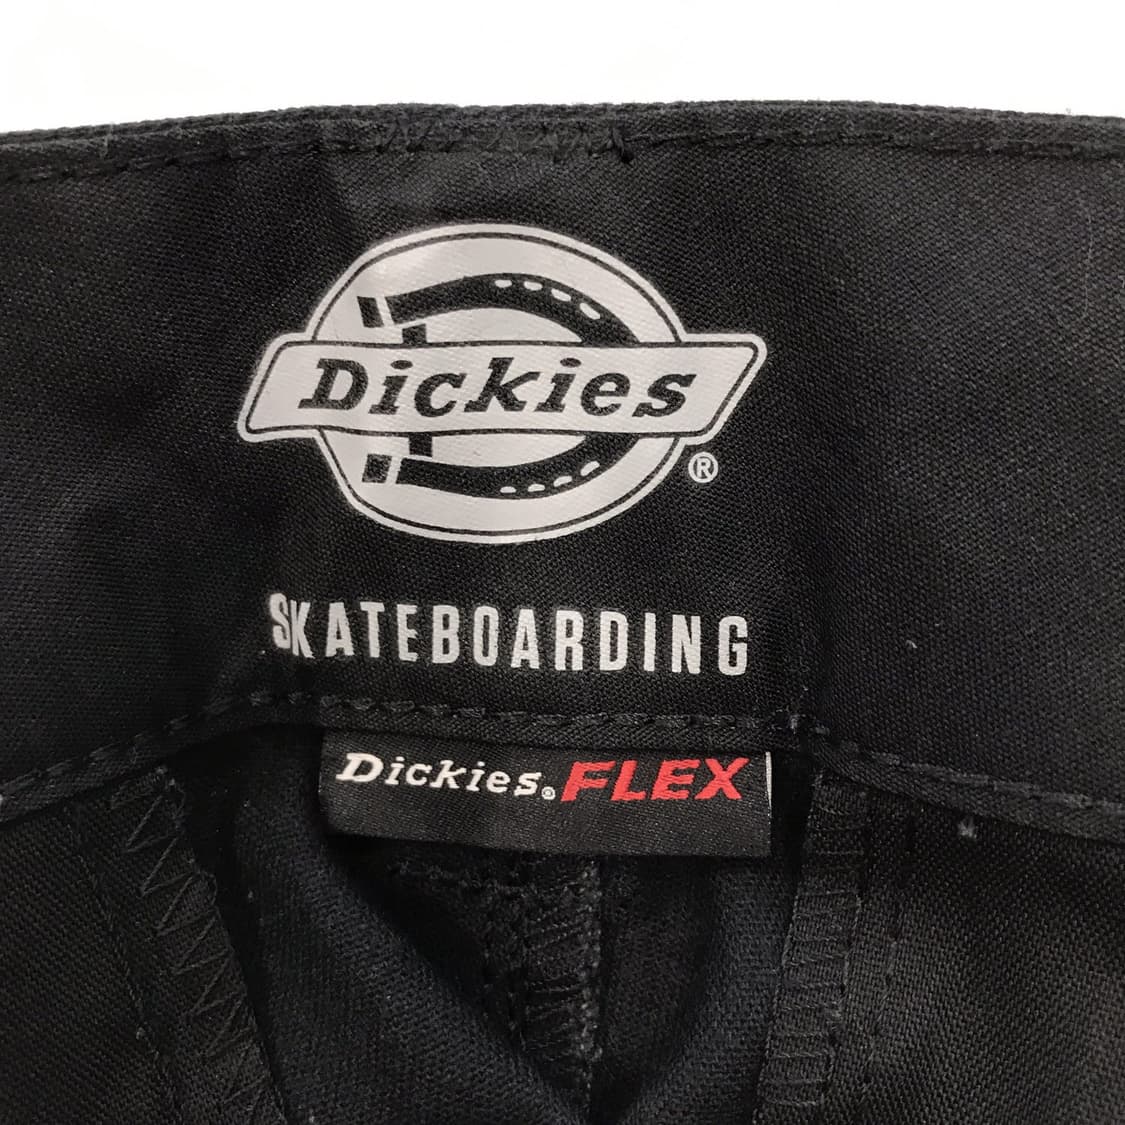 Dickies
®
SKATEBOARDING
Dickies® FLEX